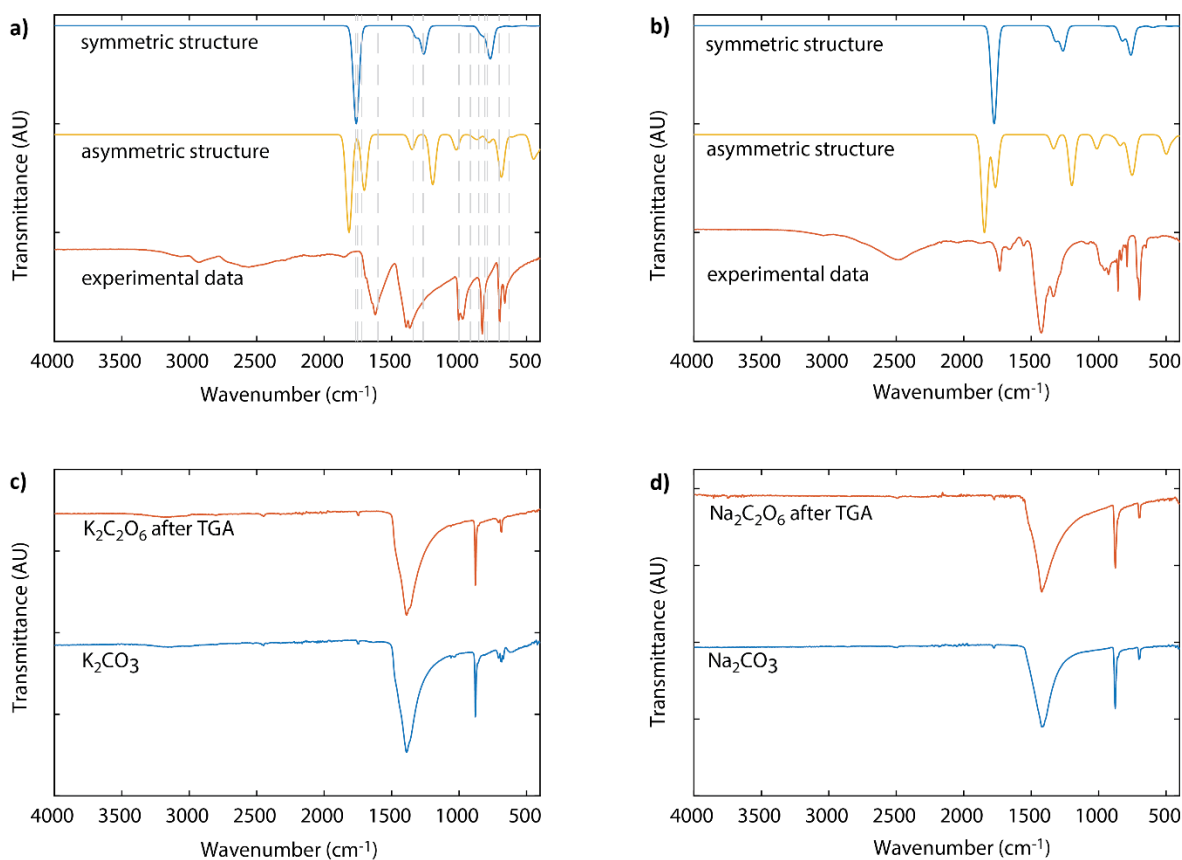 a)
symmetric structure
asymmetric structure
experimental data
Transmittance (AU)
4000 3500 3000 2500 2000 1500 1000 500
Wavenumber (cm⁻¹)
b)
symmetric structure
asymmetric structure
experimental data
Transmittance (AU)
4000 3500 3000 2500 2000 1500 1000 500
Wavenumber (cm⁻¹)
c)
K₂C₂O₆ after TGA
K₂CO₃
Transmittance (AU)
4000 3500 3000 2500 2000 1500 1000 500
Wavenumber (cm⁻¹)
d)
Na₂C₂O₆ after TGA
Na₂CO₃
Transmittance (AU)
4000 3500 3000 2500 2000 1500 1000 500
Wavenumber (cm⁻¹)